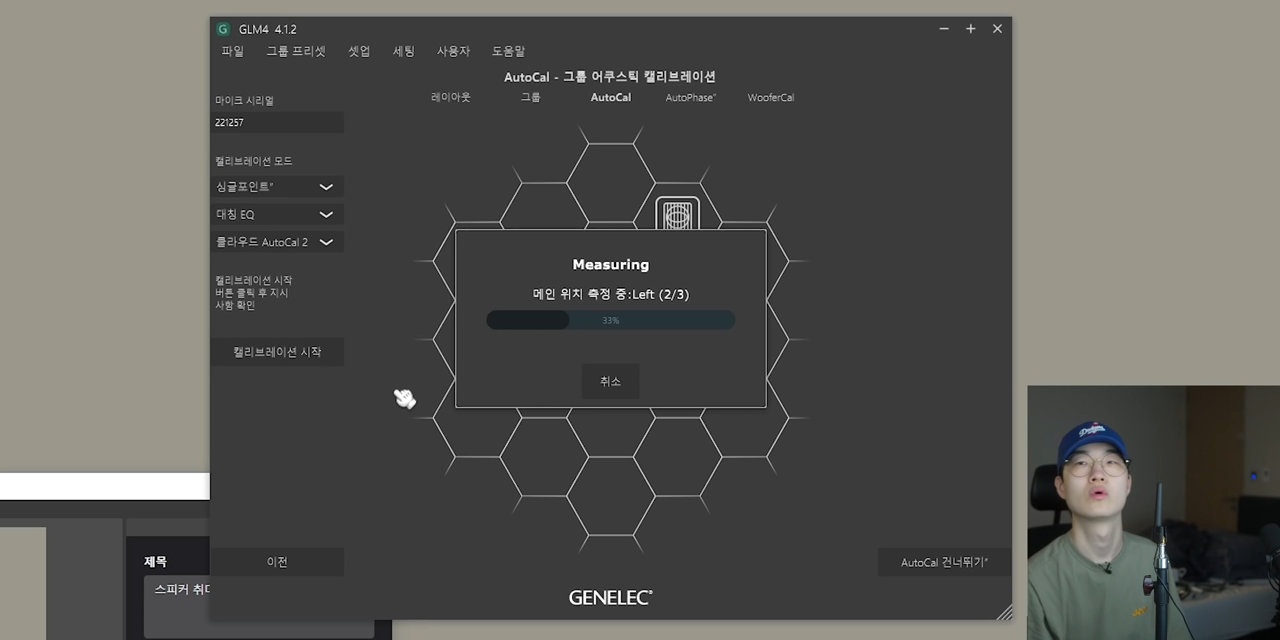 GLM4 4.1.2
파일 그룹 프리셋 셋업 세팅 사용자 도움말
AutoCal - 그룹 어쿠스틱 캘리브레이션
레이아웃 그룹 AutoCal AutoPhase" WooferCal
마이크 시리얼
221257
캘리브레이션 모드
싱글포인트"
대칭 EQ
클라우드 AutoCal 2
캘리브레이션 시작
버튼 클릭 후 지시
사항 확인
캘리브레이션 시작
Measuring
메인 위치 측정 중:Left (2/3)
33%
취소
이전
AutoCal 건너뛰기"
GENELEC®
제목
스피커 취
Dodgers